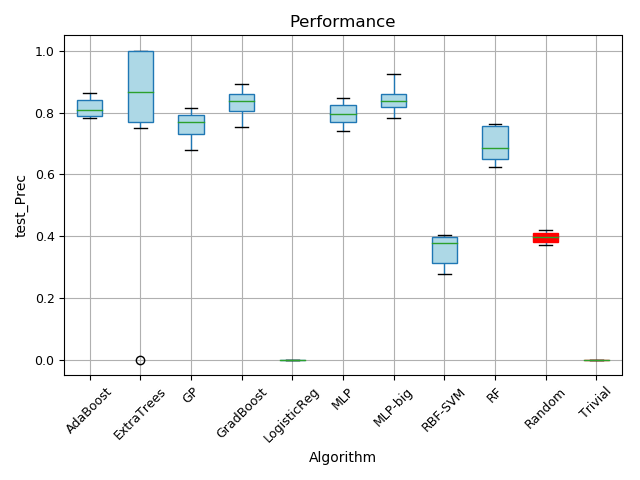 Performance
test_Prec
1.0
0.8
0.6
0.4
0.2
0.0
AdaBoost
ExtraTrees
GP
GradBoost
LogisticReg
MLP
MLP-big
RBF-SVM
RF
Random
Trivial
Algorithm